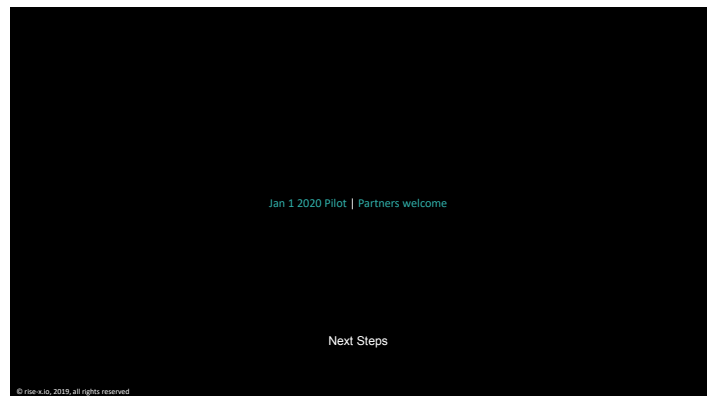 Jan 1 2020 Pilot | Partners welcome
Next Steps
© rise-x.io, 2019, all rights reserved